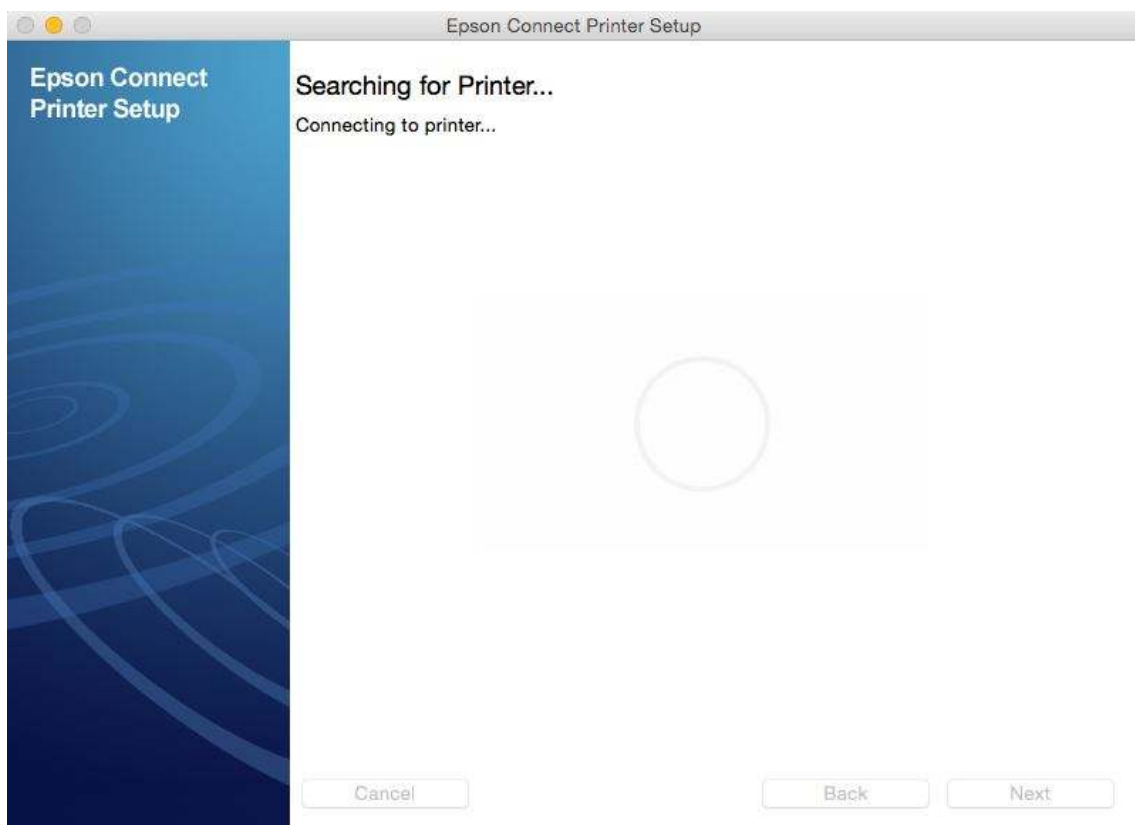 Epson Connect Printer Setup
Epson Connect
Printer Setup
Searching for Printer...
Connecting to printer...
Cancel
Back
Next